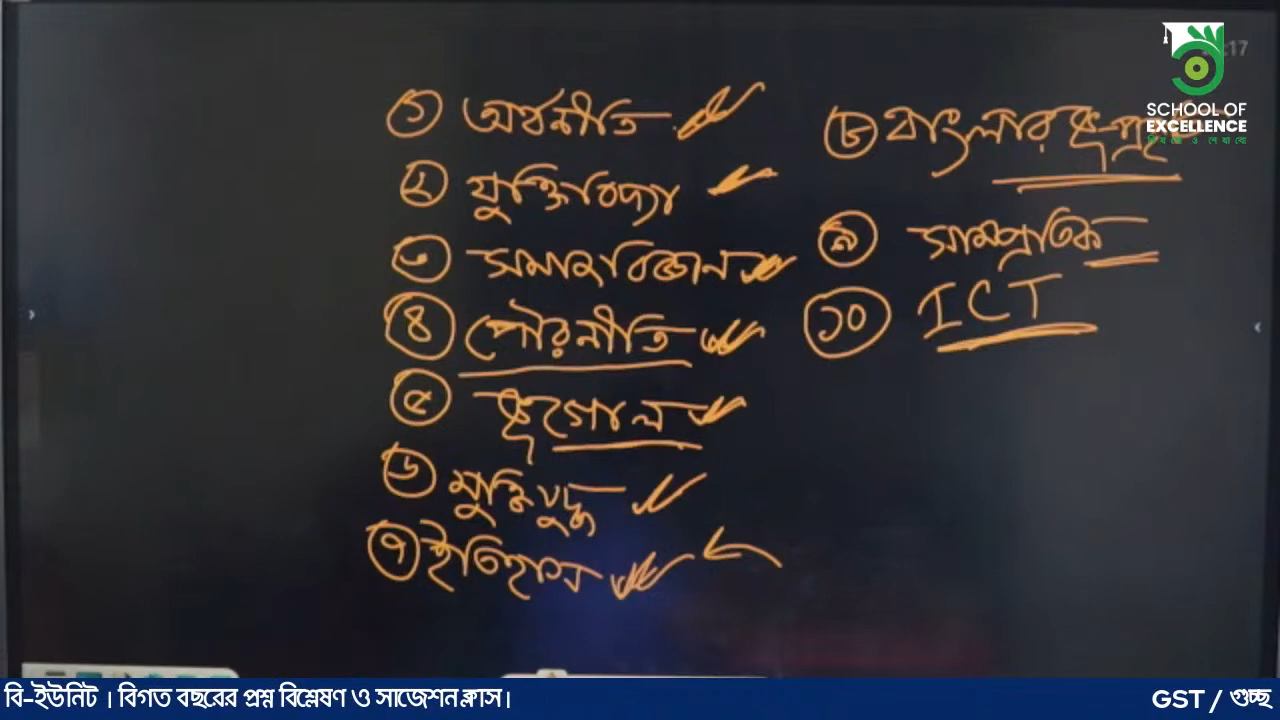 ১ অর্থনীতি
২ যুক্তিবিদ্যা
৩ সমাজবিজ্ঞান
৪ পৌরনীতি
৫ ভূগোল
৬ মুক্তিযুদ্ধ
৭ ইতিহাস
৮ বাংলার
৯ সাম্প্রতিক
১০ ICT
:17
SCHOOL OF
EXCELLENCE
বি-ইউনিট । বিগত বছরের প্রশ্ন বিশ্লেষণ ও সাজেশন ক্লাস।
GST / গুচ্ছ